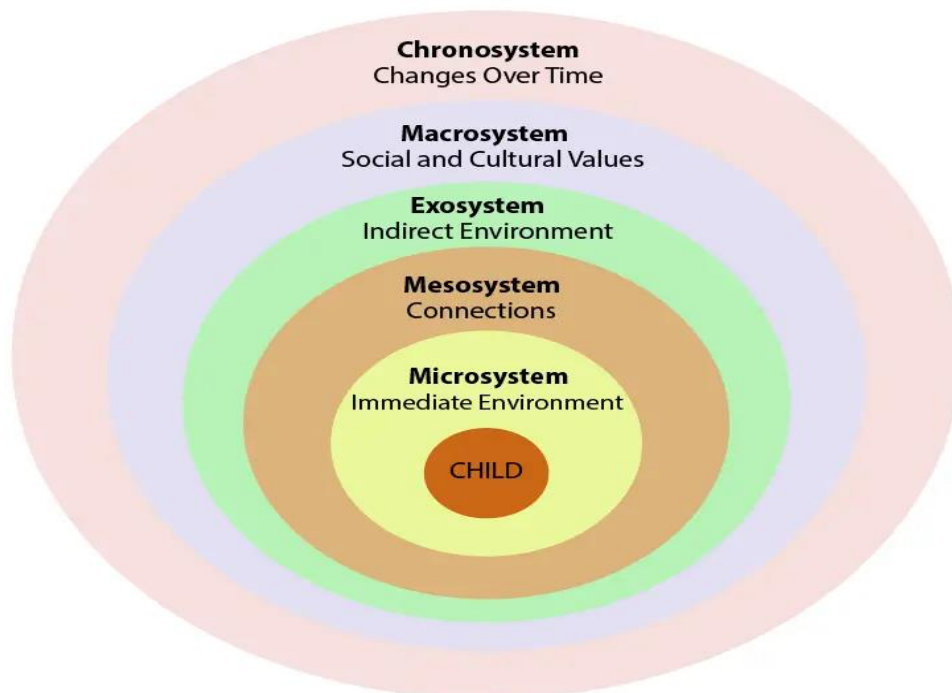 Chronosystem
Changes Over Time
Macrosystem
Social and Cultural Values
Exosystem
Indirect Environment
Mesosystem
Connections
Microsystem
Immediate Environment
CHILD